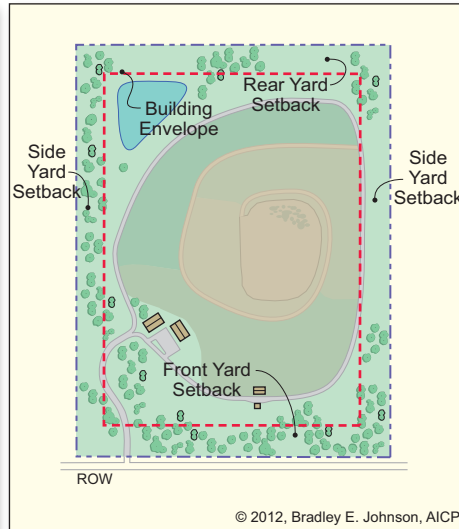 Rear Yard
Setback
Building
Envelope
Side
Yard
Setback
Side
Yard
Setback
Front Yard
Setback
ROW
© 2012, Bradley E. Johnson, AICP